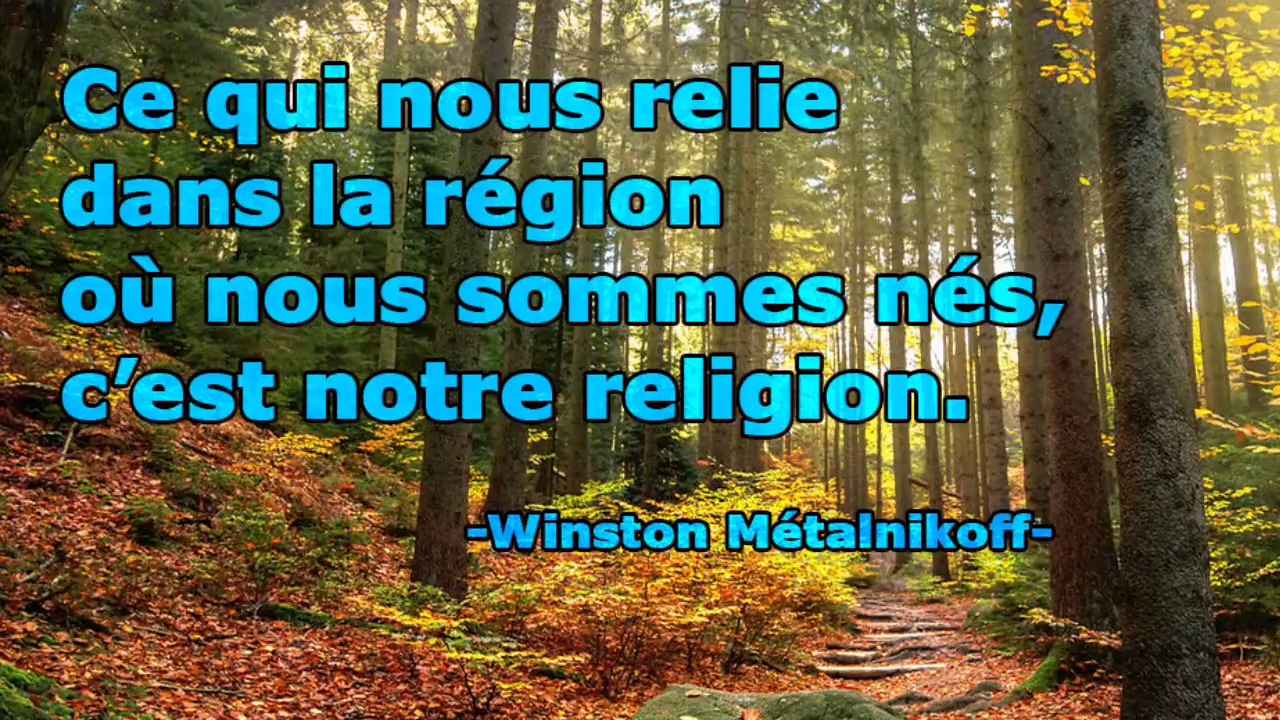 Ce qui nous relie
dans la région
où nous sommes nés,
c’est notre religion.
-Winston Métalnikoff-